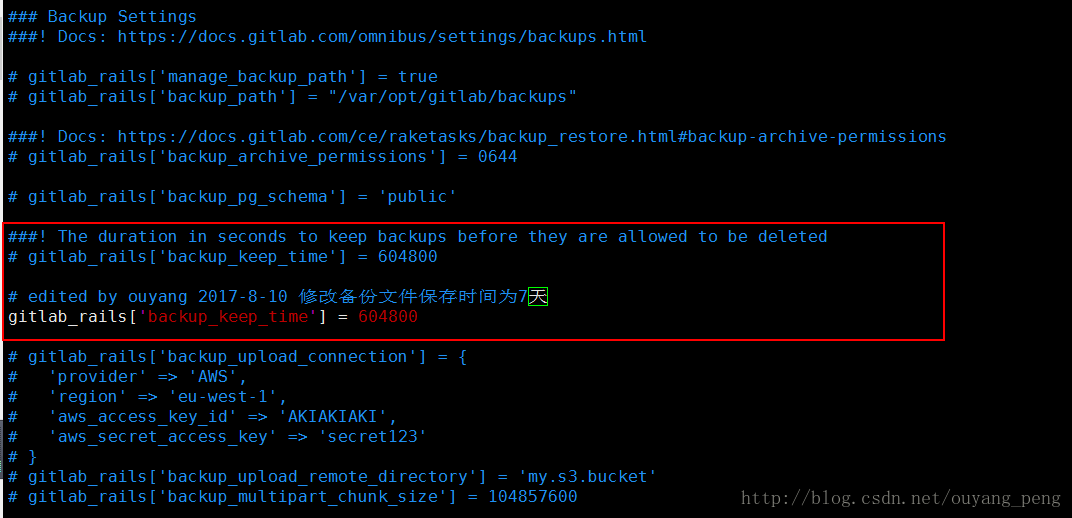 ### Backup Settings
###! Docs: https://docs.gitlab.com/omnibus/settings/backups.html
# gitlab_rails['manage_backup_path'] = true
# gitlab_rails['backup_path'] = "/var/opt/gitlab/backups"
###! Docs: https://docs.gitlab.com/ce/raketasks/backup_restore.html#backup-archive-permissions
# gitlab_rails['backup_archive_permissions'] = 0644
# gitlab_rails['backup_pg_schema'] = 'public'
###! The duration in seconds to keep backups before they are allowed to be deleted
# gitlab_rails['backup_keep_time'] = 604800
# edited by ouyang 2017-8-10 修改备份文件保存时间为7天
gitlab_rails['backup_keep_time'] = 604800
# gitlab_rails['backup_upload_connection'] = {
#   'provider' => 'AWS',
#   'region' => 'eu-west-1',
#   'aws_access_key_id' => 'AKIAKIAKI',
#   'aws_secret_access_key' => 'secret123'
# }
# gitlab_rails['backup_upload_remote_directory'] = 'my.s3.bucket'
# gitlab_rails['backup_multipart_chunk_size'] = 104857600
http://blog.csdn.net/ouyang_peng